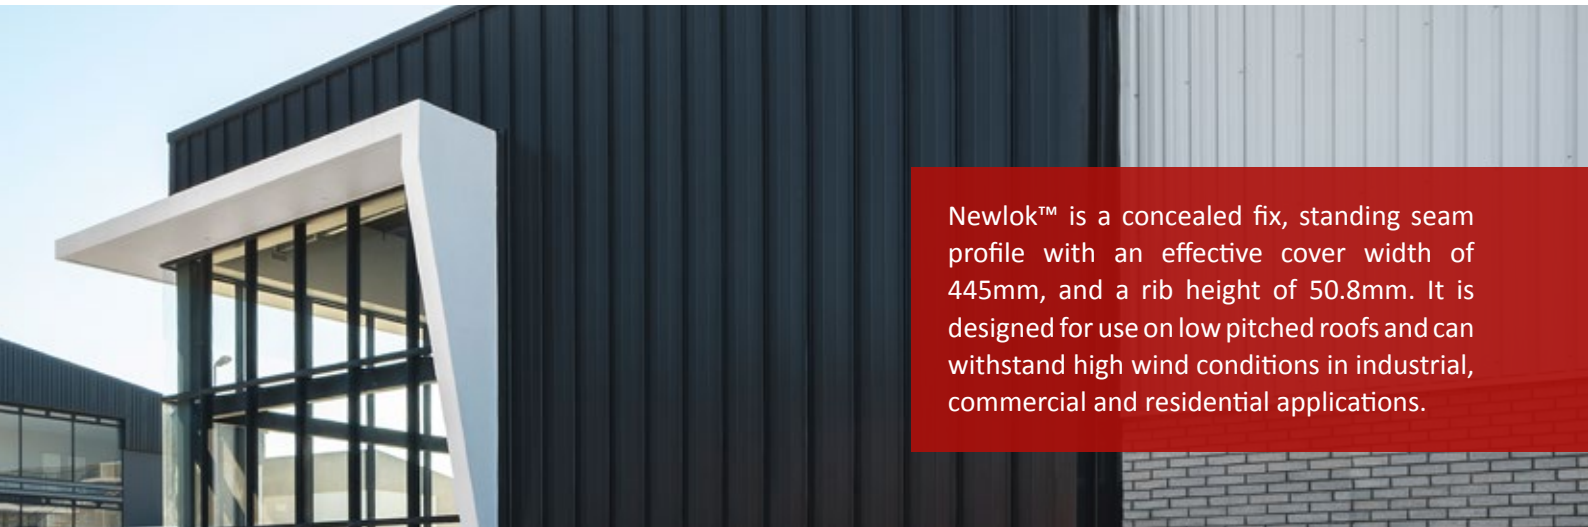 Newlok™ is a concealed fix, standing seam
profile with an effective cover width of
445mm, and a rib height of 50.8mm. It is
designed for use on low pitched roofs and can
withstand high wind conditions in industrial,
commercial and residential applications.